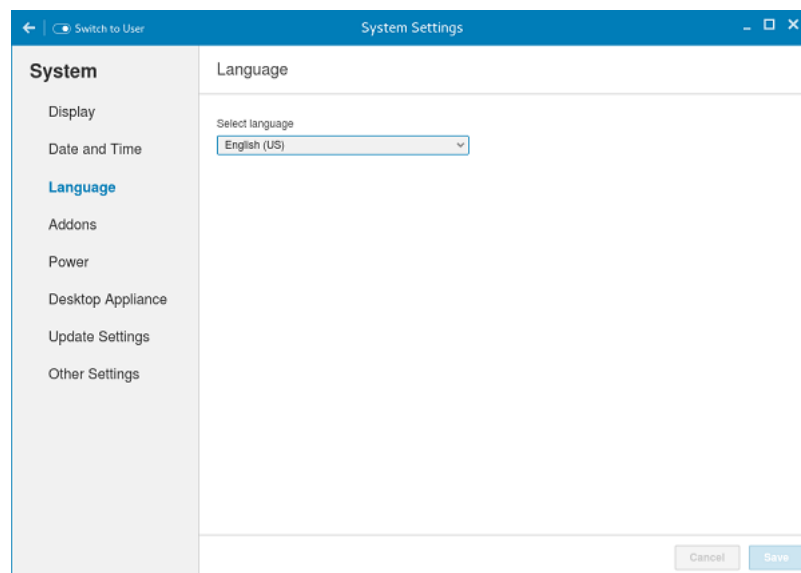 Switch to User
System Settings
System
Display
Date and Time
Language
Addons
Power
Desktop Appliance
Update Settings
Other Settings
Language
Select language
English (US)
Cancel
Save